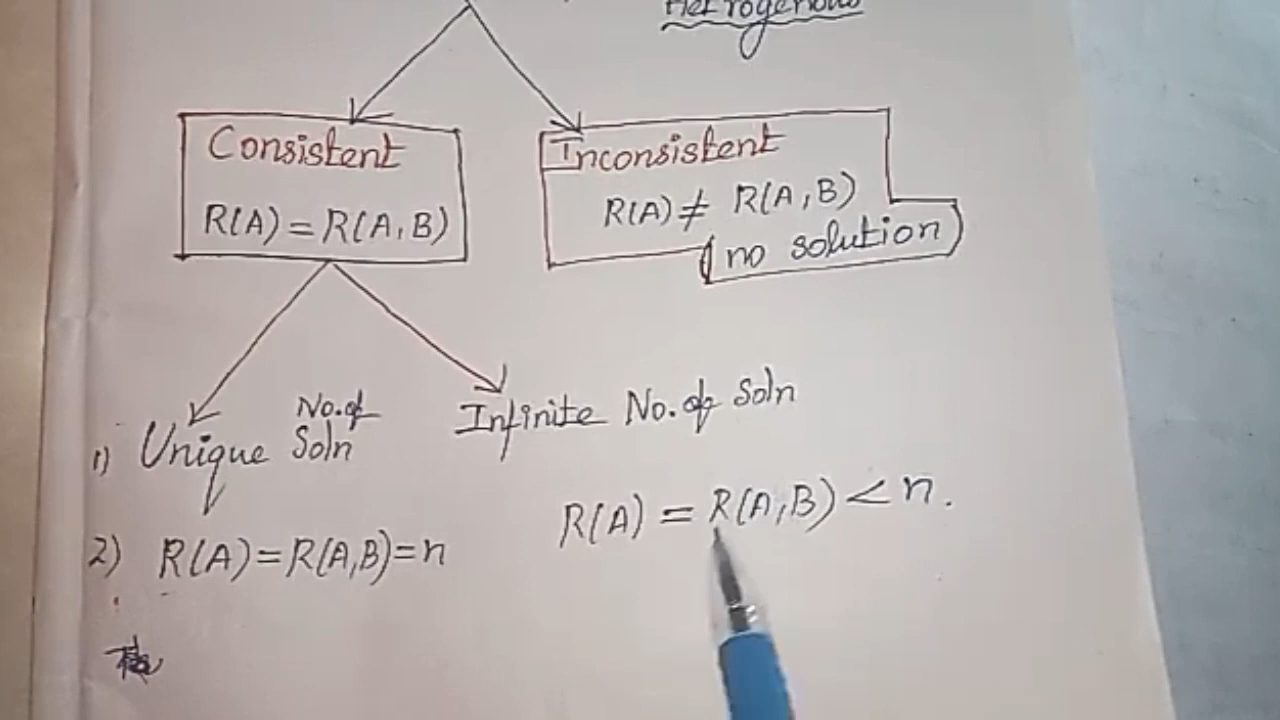 Consistent
R(A) = R(A,B)
Inconsistent
R(A) ≠ R(A,B)
(no solution)
1) Unique No. of Soln
Infinite No. of Soln
2) R(A) = R(A,B) = n
R(A) = R(A,B) < n.